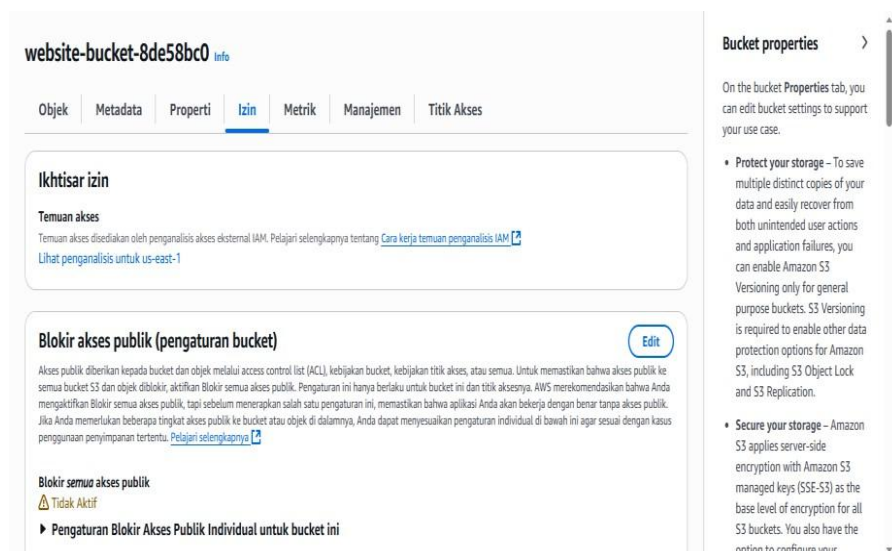 website-bucket-8de58bc0 Info
Objek Metadata Properti Izin Metrik Manajemen Titik Akses
Ikhtisar izin
Temuan akses
Temuan akses disediakan oleh penganalisis akses eksternal IAM. Pelajari selengkapnya tentang Cara kerja temuan penganalisis IAM
Lihat penganalisis untuk us-east-1
Blokir akses publik (pengaturan bucket)
Edit
Akses publik diberikan kepada bucket dan objek melalui access control list (ACL), kebijakan bucket, kebijakan titik akses, atau semua. Untuk memastikan bahwa akses publik ke
semua bucket S3 dan objek diblokir, aktifkan Blokir semua akses publik. Pengaturan ini hanya berlaku untuk bucket ini dan titik aksesnya. AWS merekomendasikan bahwa Anda
mengaktifkan Blokir semua akses publik, tapi sebelum menerapkan salah satu pengaturan ini, memastikan bahwa aplikasi Anda akan bekerja dengan benar tanpa akses publik.
Jika Anda memerlukan beberapa tingkat akses publik ke bucket atau objek di dalamnya, Anda dapat menyesuaikan pengaturan individual di bawah ini agar sesuai dengan kasus
penggunaan penyimpanan tertentu. Pelajari selengkapnya
Blokir semua akses publik
Tidak Aktif
Pengaturan Blokir Akses Publik Individual untuk bucket ini
Bucket properties
On the bucket Properties tab, you
can edit bucket settings to support
your use case.
• Protect your storage – To save
multiple distinct copies of your
data and easily recover from
both unintended user actions
and application failures, you
can enable Amazon S3
Versioning only for general
purpose buckets. S3 Versioning
is required to enable other data
protection options for Amazon
S3, including S3 Object Lock
and S3 Replication.
• Secure your storage – Amazon
S3 applies server-side
encryption with Amazon S3
managed keys (SSE-S3) as the
base level of encryption for all
S3 buckets. You also have the
option to configure your